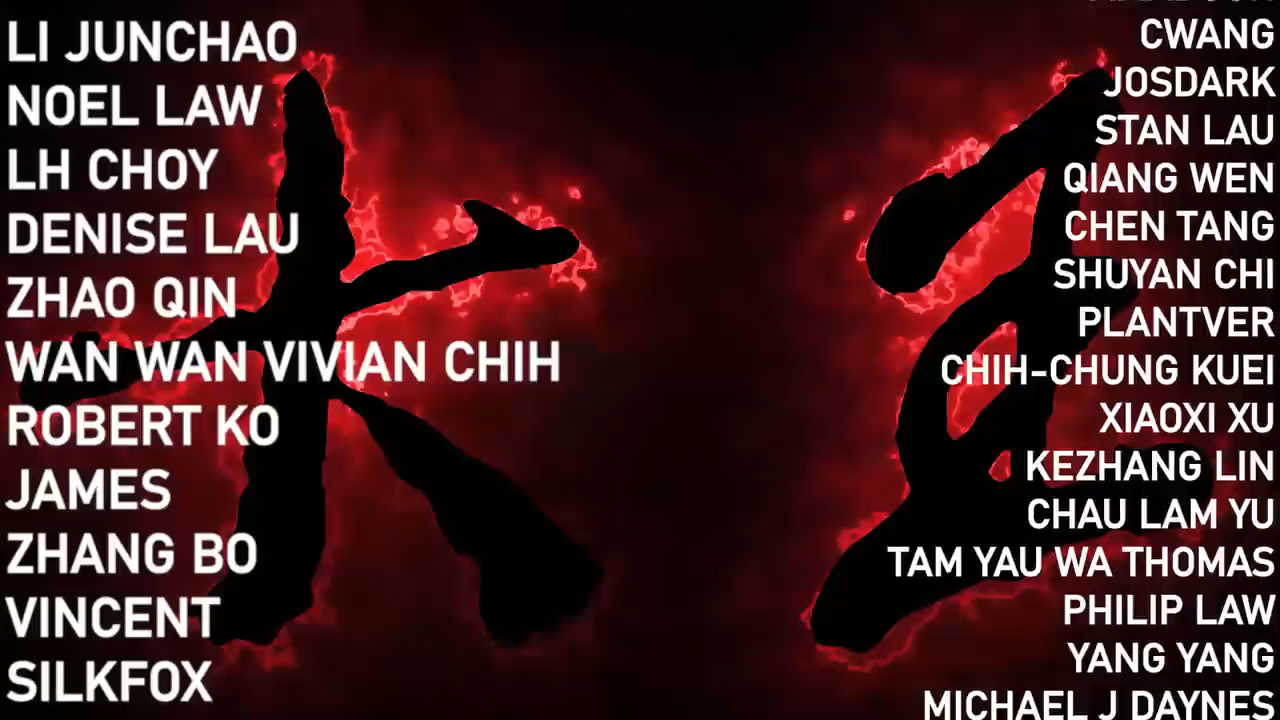 LI JUNCHAO
NOEL LAW
LH CHOY
DENISE LAU
ZHAO QIN
WAN WAN VIVIAN CHIH
ROBERT KO
JAMES
ZHANG BO
VINCENT
SILKFOX
CWANG
JOSDARK
STAN LAU
QIANG WEN
CHEN TANG
SHUYAN CHI
PLANTVER
CHIH-CHUNG KUEI
XIAOXI XU
KEZHANG LIN
CHAU LAM YU
TAM YAU WA THOMAS
PHILIP LAW
YANG YANG
MICHAEL J DAYNES